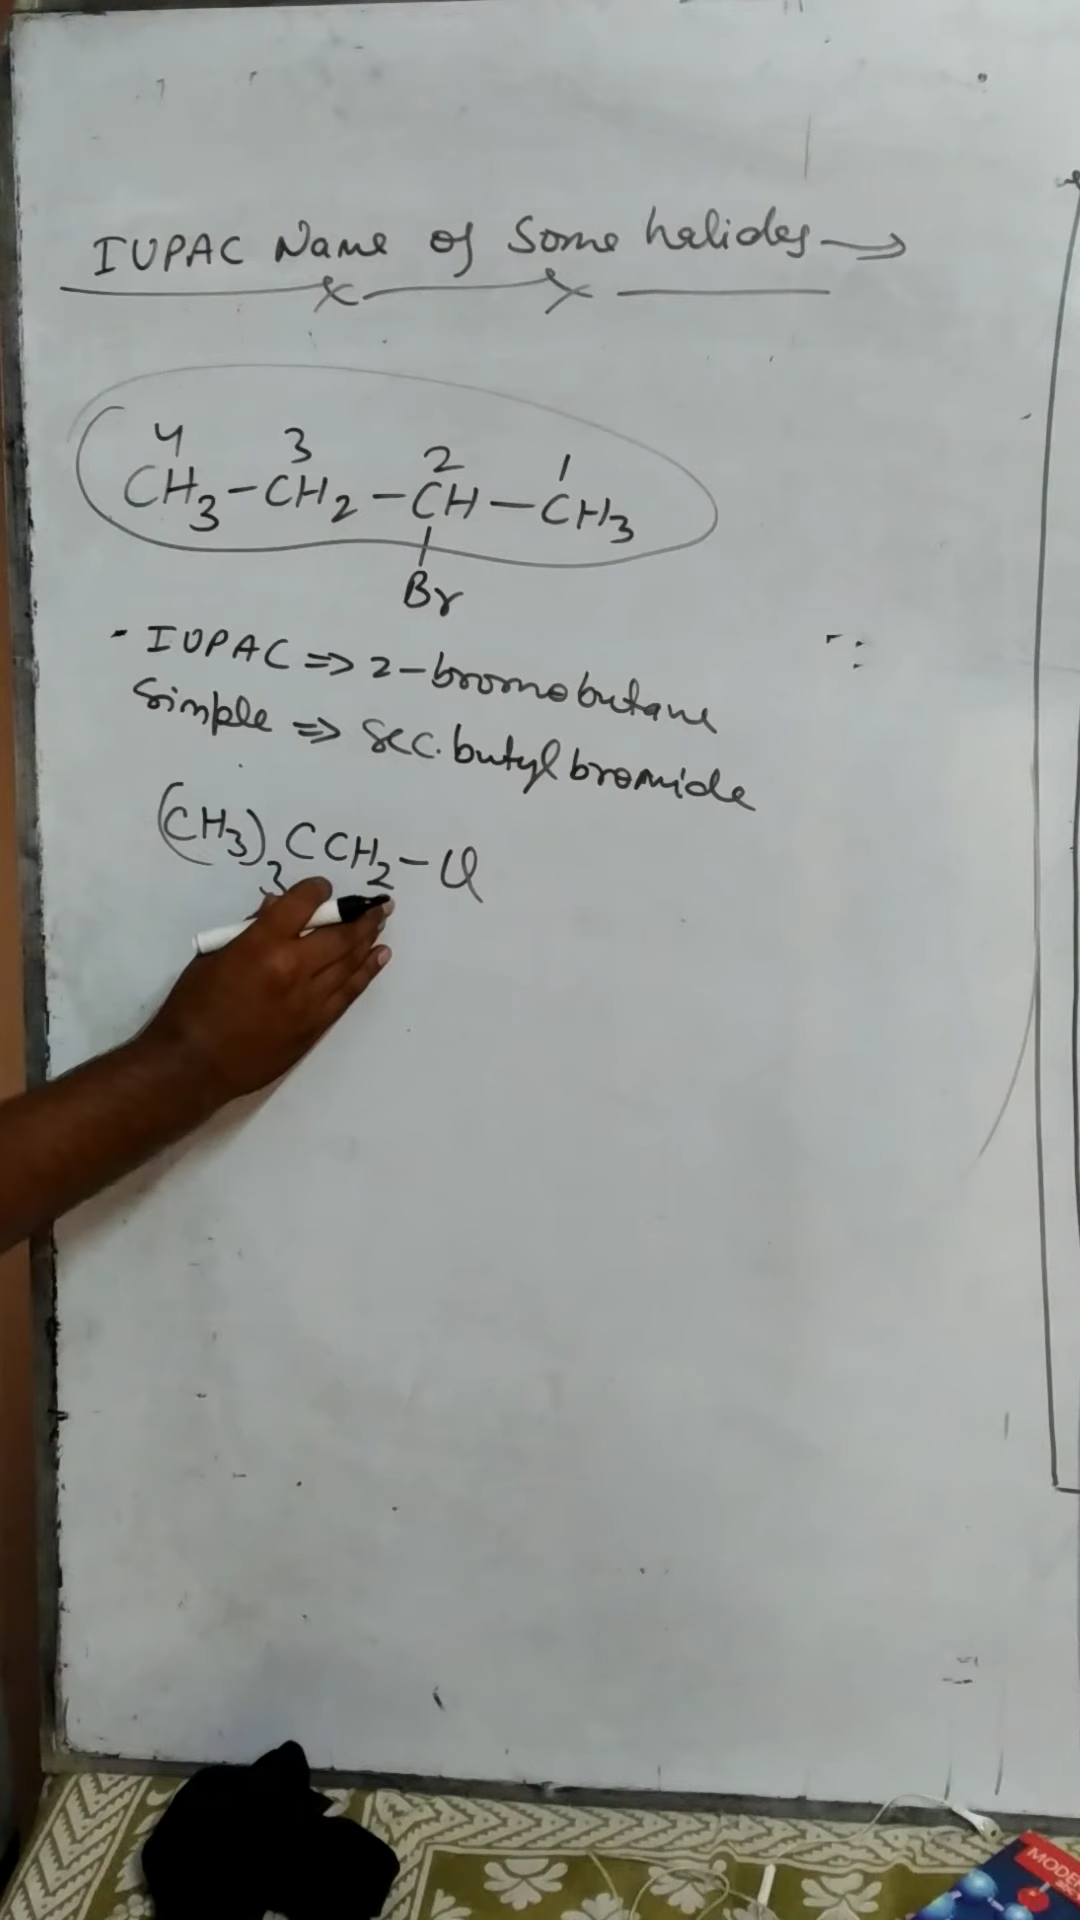 IUPAC Name of Some halides →
4 3 2 1
CH3-CH2-CH-CH3
Br
- IUPAC => 2-bromobutane
Simple => Sec. butyl bromide
(CH3)3CCH2-Cl
MODE